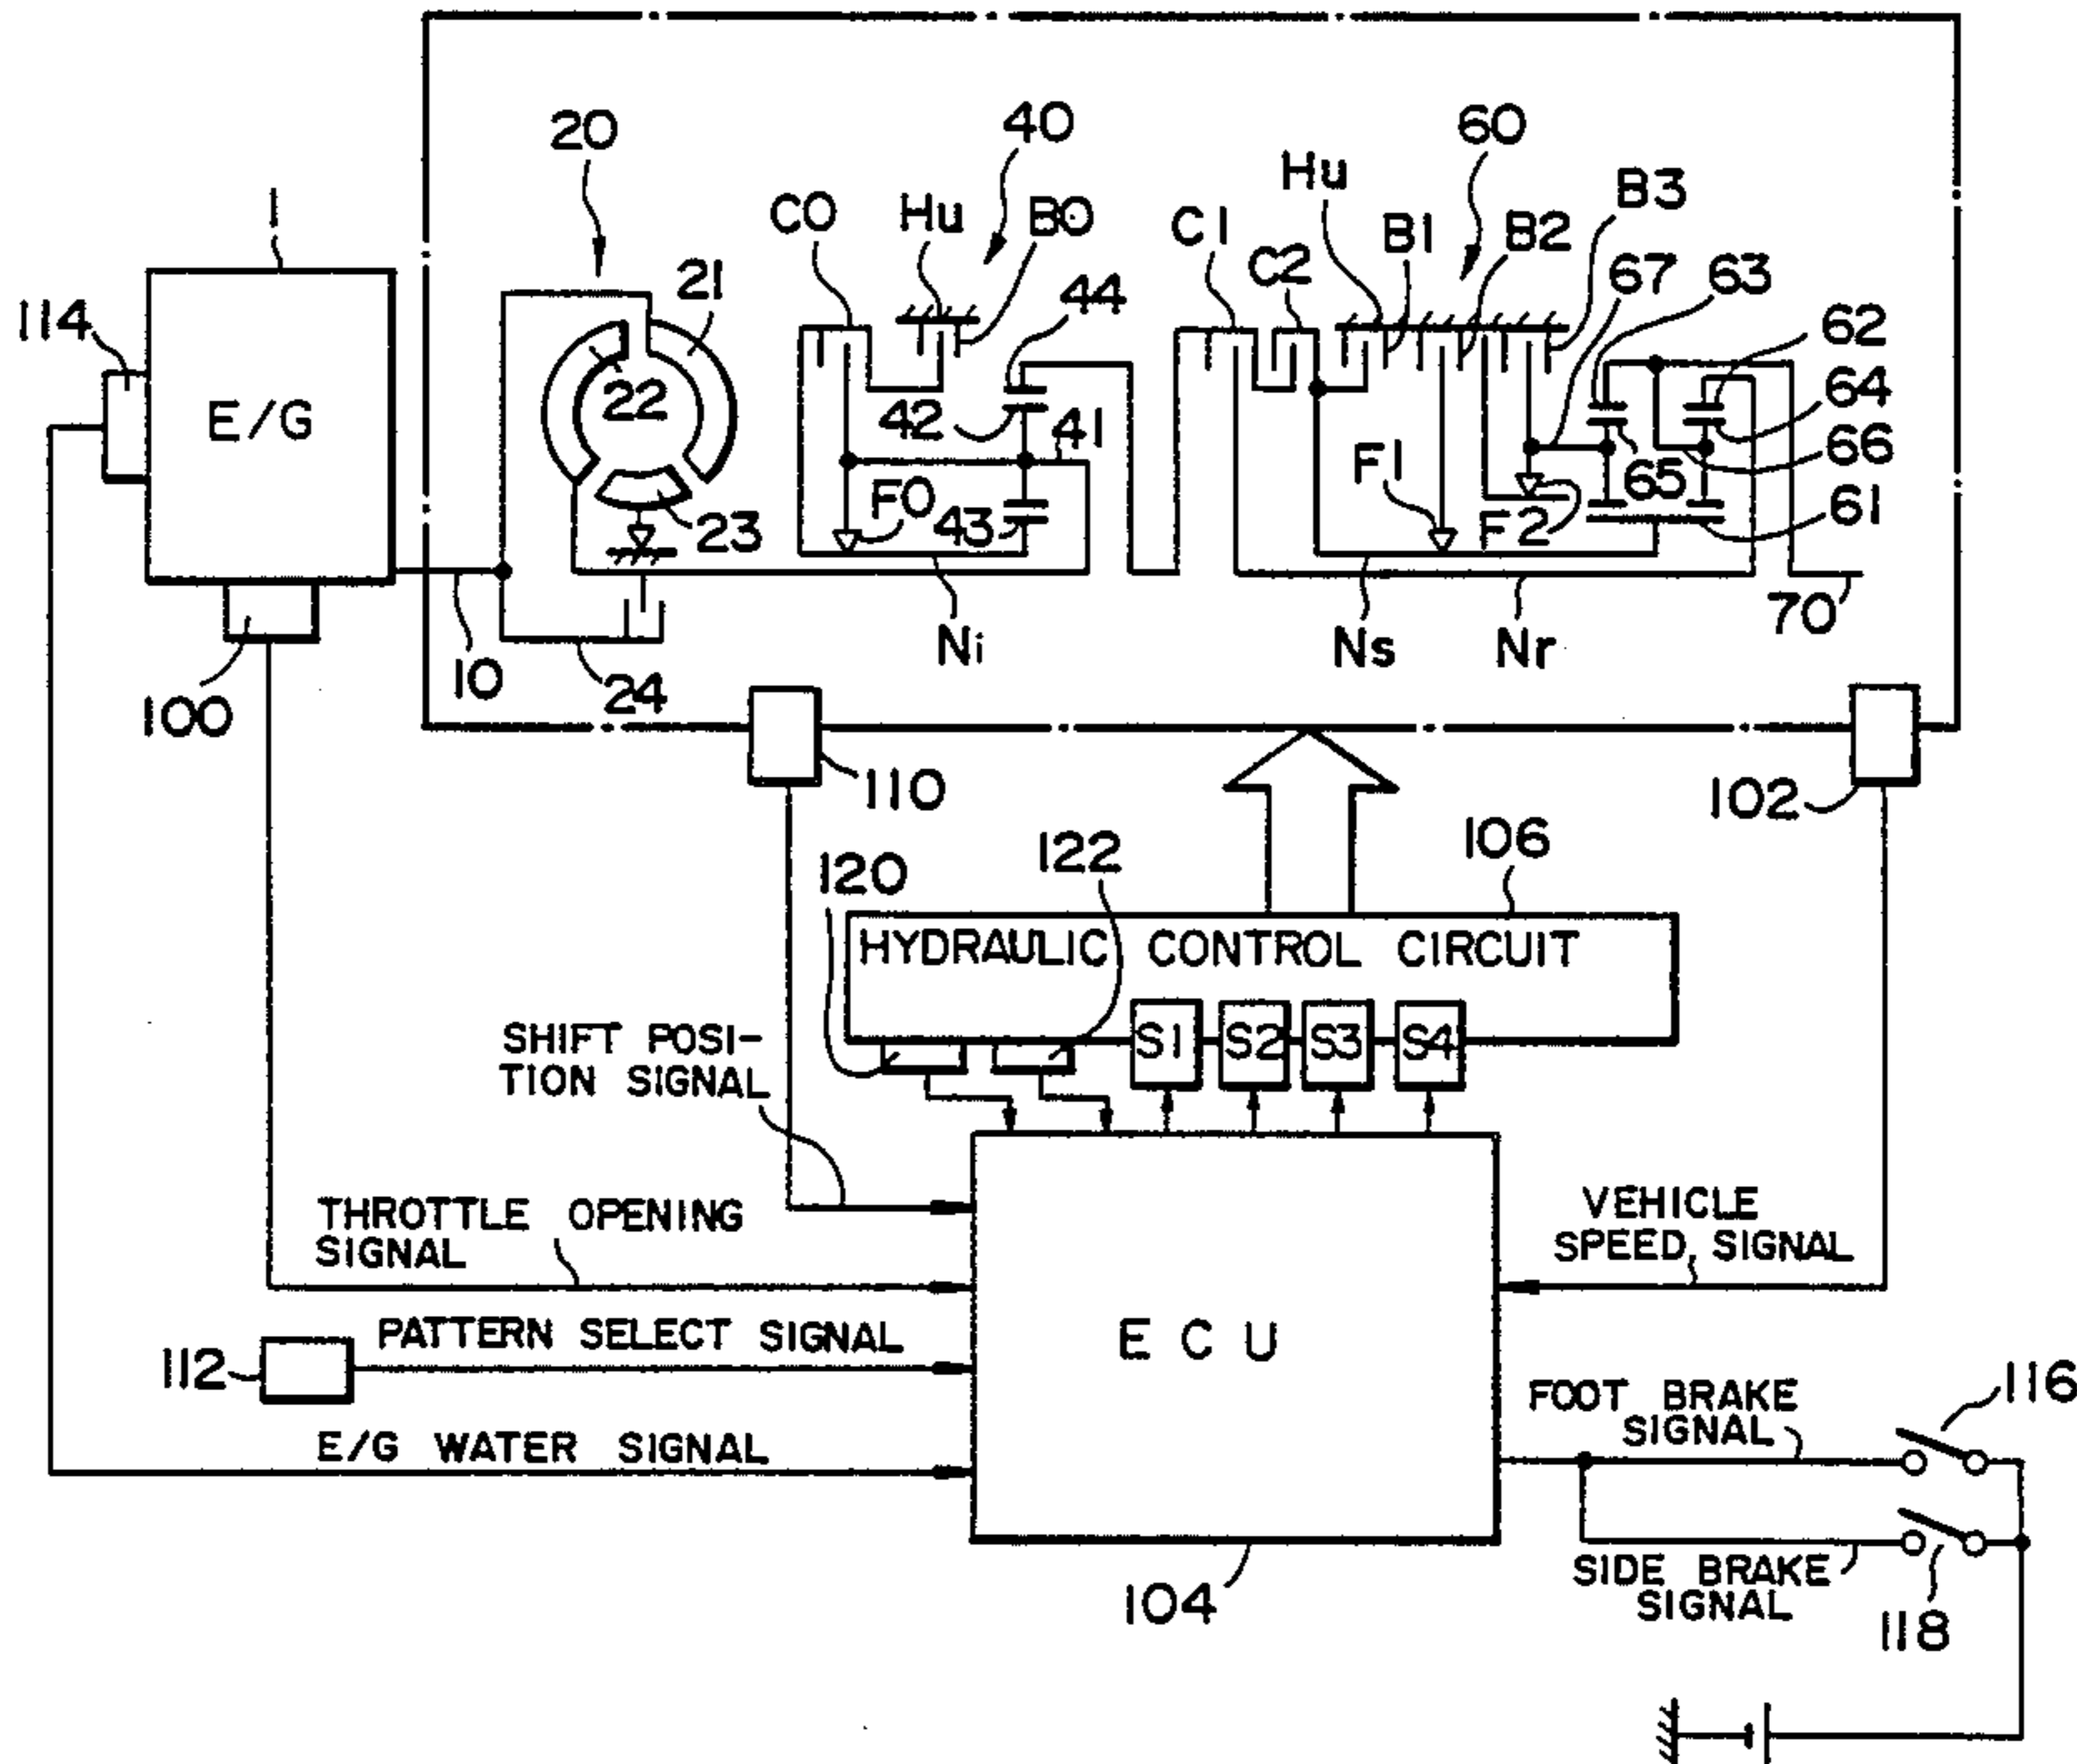 20
40
60
1
C0
Hu
B0
C1
C2
Hu
B1
B2
B3
21
44
67
63
114
62
E/G
22
42
41
64
66
F1
65
F0
43
F2
61
23
70
Ni
Ns
Nr
10
24
100
110
102
120
122
106
HYDRAULIC CONTROL CIRCUIT
S1
S2
S3
S4
SHIFT POSI-
TION SIGNAL
THROTTLE OPENING
SIGNAL
VEHICLE
SPEED, SIGNAL
PATTERN SELECT SIGNAL
ECU
112
116
FOOT BRAKE
SIGNAL
E/G WATER SIGNAL
SIDE BRAKE
SIGNAL
104
118